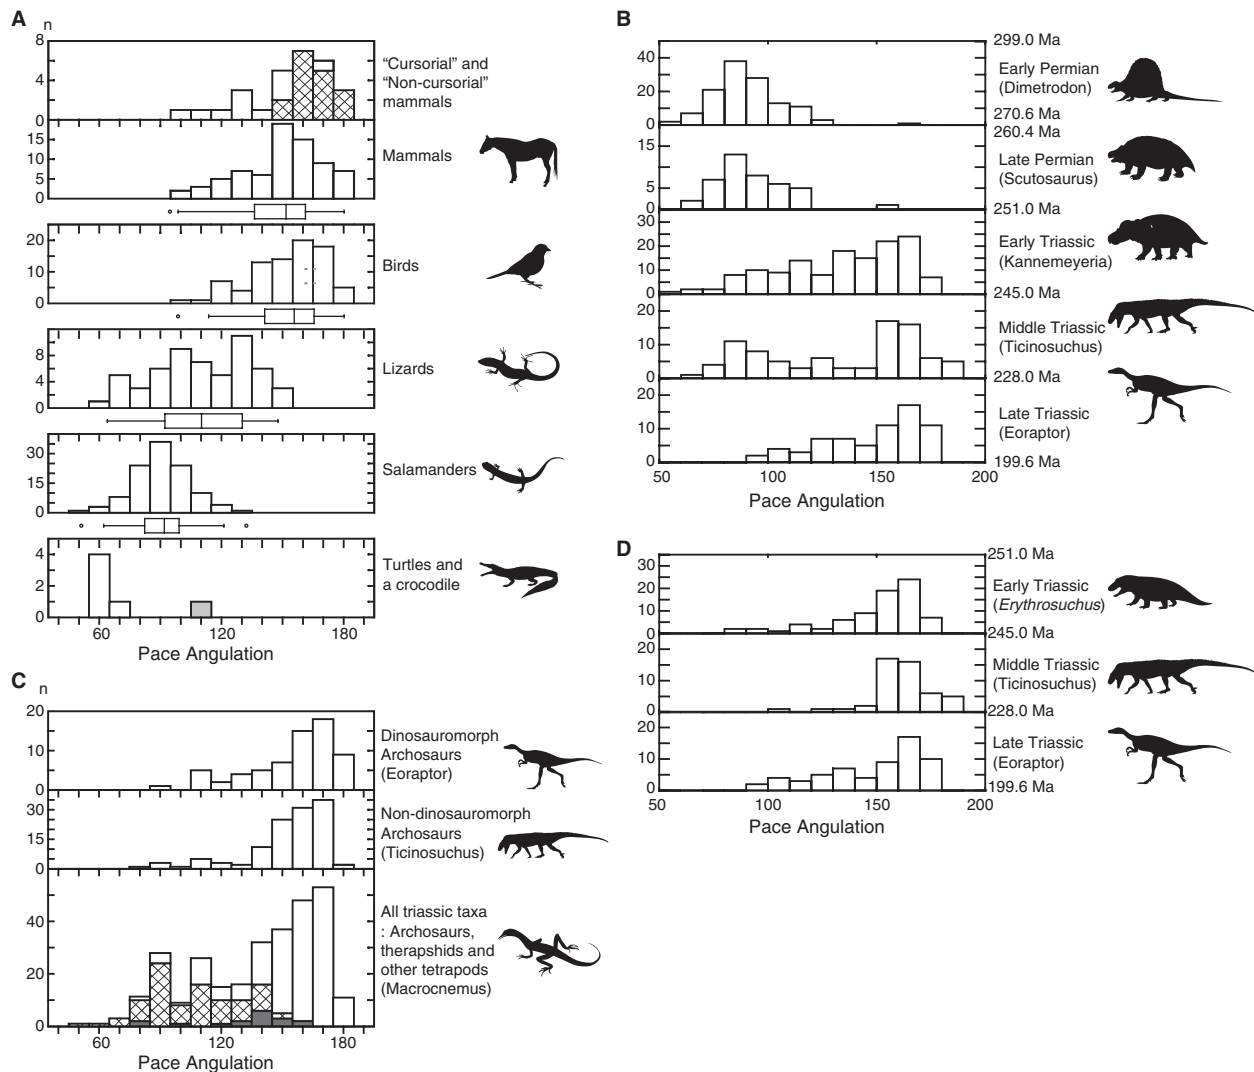 A
n
8
4
0
"Cursorial" and
"Non-cursorial"
mammals
15
10
5
0
Mammals
20
10
0
Birds
8
4
0
Lizards
30
15
0
Salamanders
4
2
0
Turtles and
a crocodile
60
120
180
Pace Angulation
B
40
20
0
299.0 Ma
Early Permian
(Dimetrodon)
270.6 Ma
260.4 Ma
15
5
0
Late Permian
(Scutosaurus)
251.0 Ma
30
20
10
0
Early Triassic
(Kannemeyeria)
245.0 Ma
20
10
0
Middle Triassic
(Ticinosuchus)
228.0 Ma
20
10
0
Late Triassic
(Eoraptor)
199.6 Ma
50
100
150
200
Pace Angulation
C
n
20
10
0
Dinosauromorph
Archosaurs
(Eoraptor)
30
15
0
Non-dinosauromorph
Archosaurs
(Ticinosuchus)
40
20
0
All triassic taxa
: Archosaurs,
therapshids and
other tetrapods
(Macrocnemus)
60
120
180
Pace Angulation
D
30
20
10
0
251.0 Ma
Early Triassic
(Erythrosuchus)
245.0 Ma
20
10
0
Middle Triassic
(Ticinosuchus)
228.0 Ma
20
10
0
Late Triassic
(Eoraptor)
199.6 Ma
50
100
150
200
Pace Angulation